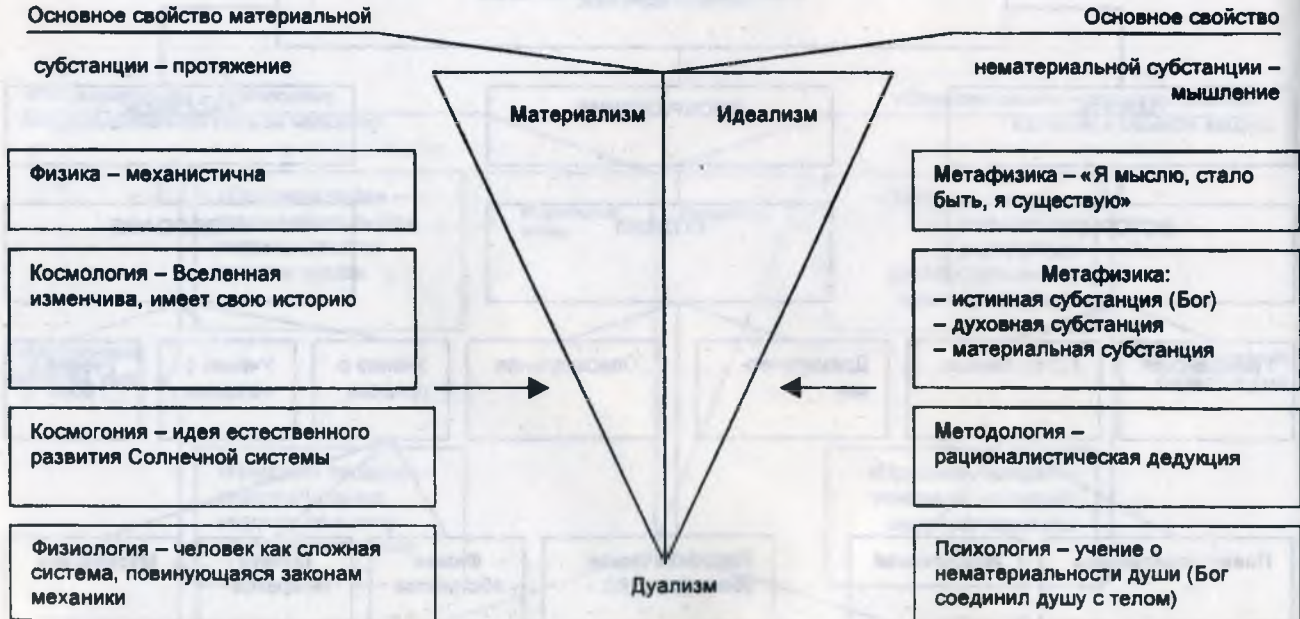 Основное свойство материальной
субстанции – протяжение
Основное свойство
нематериальной субстанции –
мышление
Материализм
Идеализм
Физика – механистична
Космология – Вселенная
изменчива, имеет свою историю
Космогония – идея естественного
развития Солнечной системы
Физиология – человек как сложная
система, повинующаяся законам
механики
Метафизика – «Я мыслю, стало
быть, я существую»
Метафизика:
– истинная субстанция (Бог)
– духовная субстанция
– материальная субстанция
Методология –
рационалистическая дедукция
Психология – учение о
нематериальности души (Бог
соединил душу с телом)
Дуализм